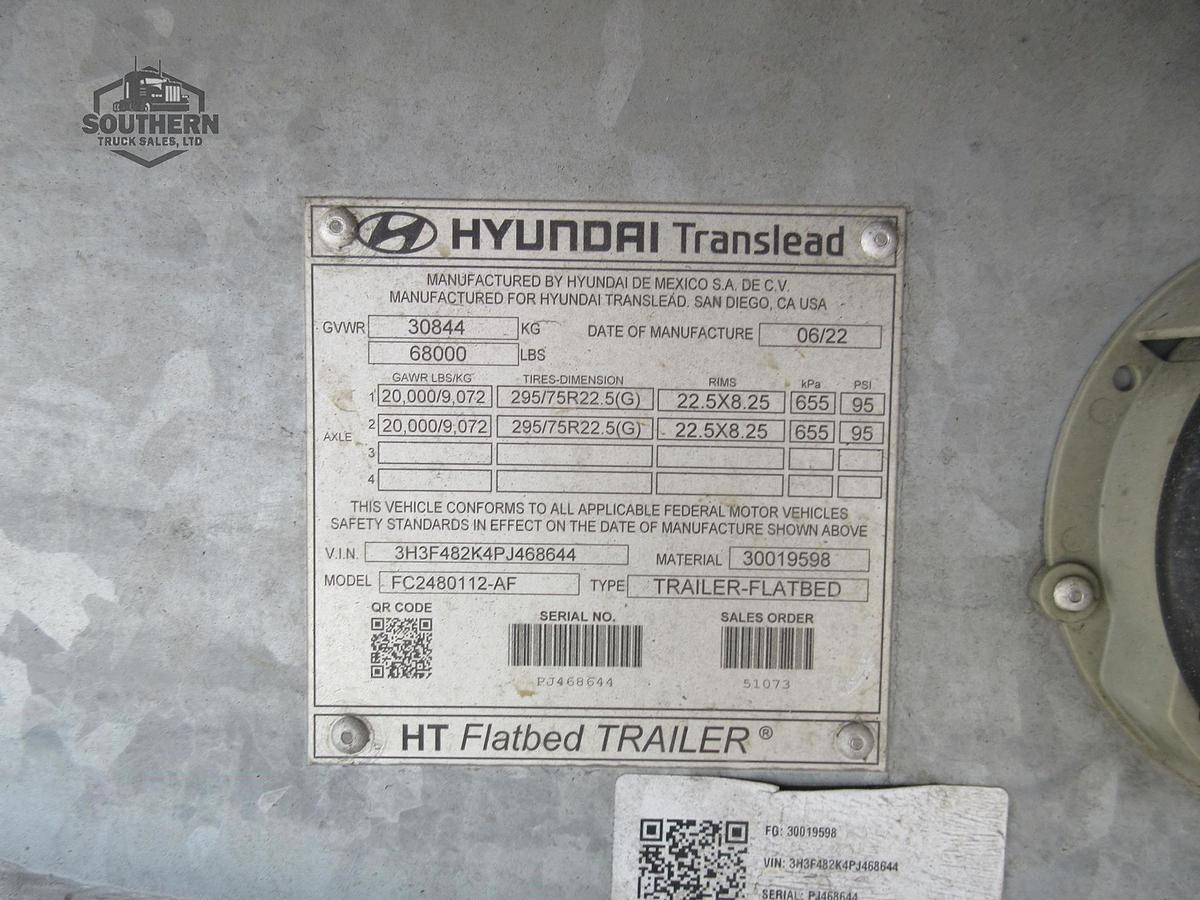 SOUTHERN
TRUCK SALES, LTD
HYUNDAI Translead
MANUFACTURED BY HYUNDAI DE MEXICO S.A. DE C.V.
MANUFACTURED FOR HYUNDAI TRANSLEAD. SAN DIEGO, CA USA
GVWR 30844 KG DATE OF MANUFACTURE 06/22
68000 LBS
GAWR LBS/KG TIRES-DIMENSION RIMS kPa PSI
1 20,000/9,072 295/75R22.5(G) 22.5X8.25 655 95
2 20,000/9,072 295/75R22.5(G) 22.5X8.25 655 95
AXLE
3
4
THIS VEHICLE CONFORMS TO ALL APPLICABLE FEDERAL MOTOR VEHICLES
SAFETY STANDARDS IN EFFECT ON THE DATE OF MANUFACTURE SHOWN ABOVE
V.I.N. 3H3F482K4PJ468644 MATERIAL 30019598
MODEL FC2480112-AF TYPE TRAILER-FLATBED
QR CODE SERIAL NO. SALES ORDER
PJ468644 51073
HT Flatbed TRAILER ®
FG: 30019598
VIN: 3H3F482K4PJ468644
SERIAL: PJ468644